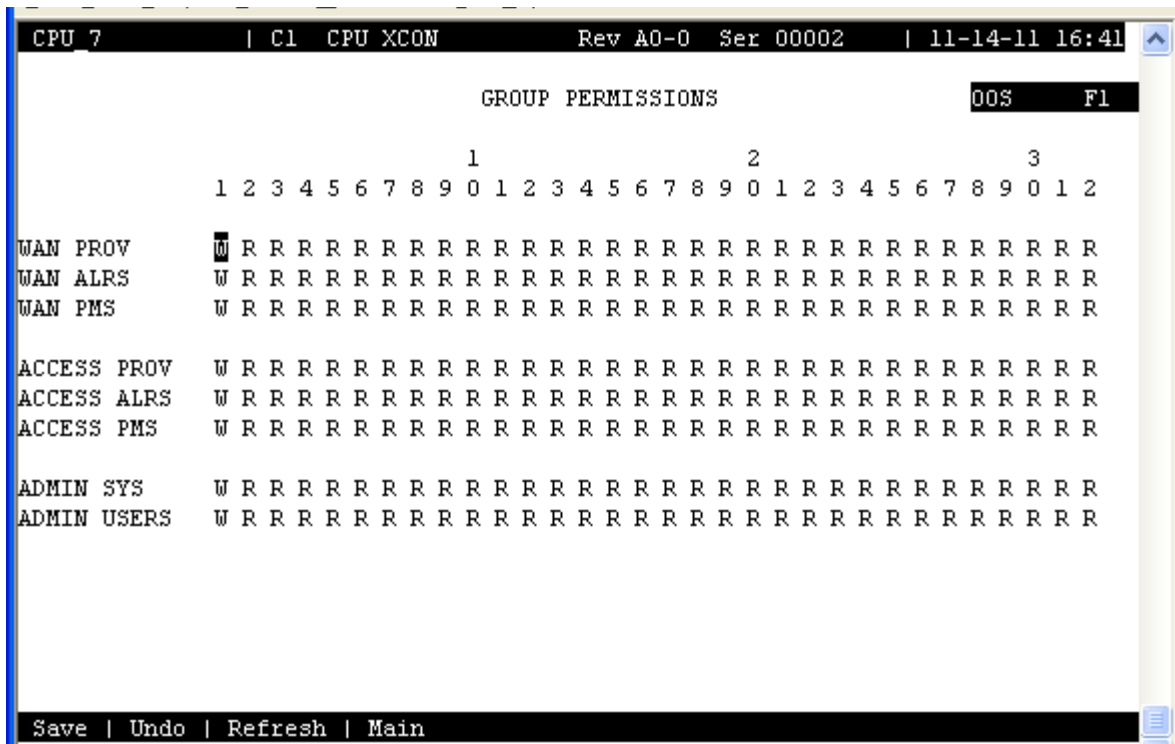 CPU_7 | C1 CPU XCON Rev A0-0 Ser 00002 | 11-14-11 16:41
GROUP PERMISSIONS OOS F1
1 2 3
1 2 3 4 5 6 7 8 9 0 1 2 3 4 5 6 7 8 9 0 1 2 3 4 5 6 7 8 9 0 1 2
WAN PROV W R R R R R R R R R R R R R R R R R R R R R R R R R R R R R R R
WAN ALRS W R R R R R R R R R R R R R R R R R R R R R R R R R R R R R R R
WAN PMS W R R R R R R R R R R R R R R R R R R R R R R R R R R R R R R R
ACCESS PROV W R R R R R R R R R R R R R R R R R R R R R R R R R R R R R R R
ACCESS ALRS W R R R R R R R R R R R R R R R R R R R R R R R R R R R R R R R
ACCESS PMS W R R R R R R R R R R R R R R R R R R R R R R R R R R R R R R R
ADMIN SYS W R R R R R R R R R R R R R R R R R R R R R R R R R R R R R R R
ADMIN USERS W R R R R R R R R R R R R R R R R R R R R R R R R R R R R R R R
Save | Undo | Refresh | Main